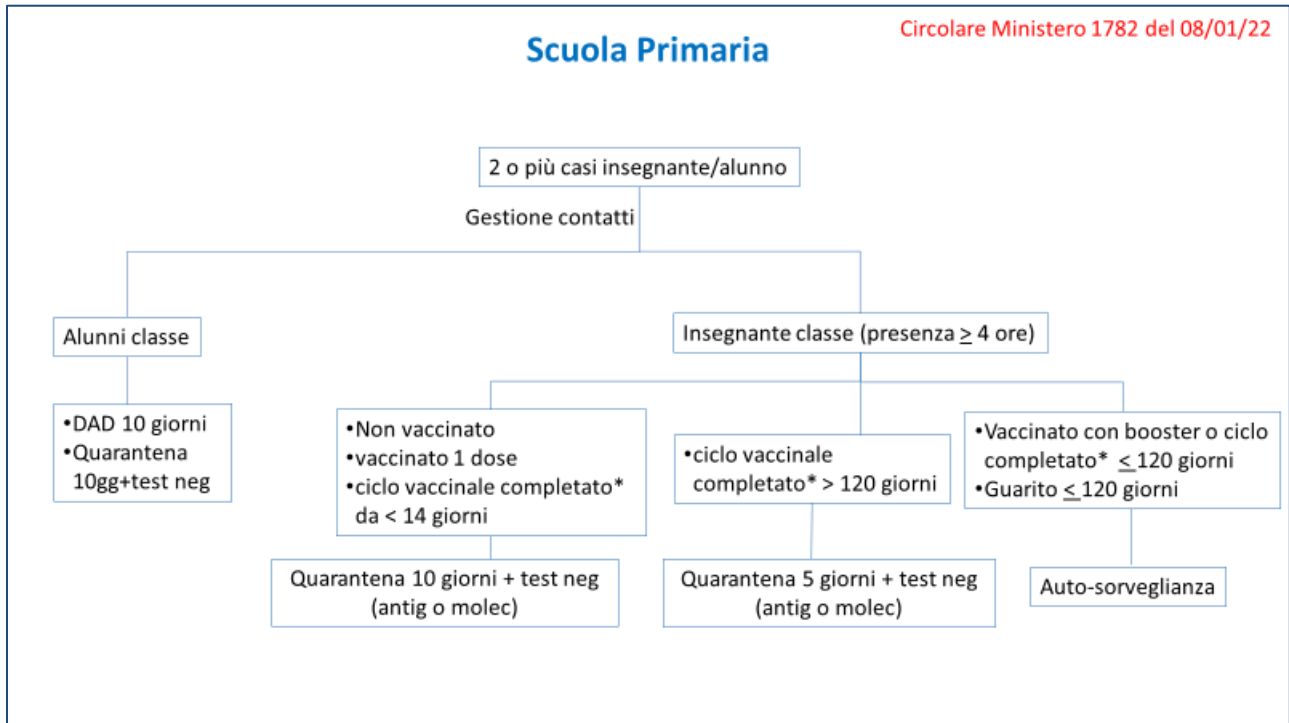 Circolare Ministero 1782 del 08/01/22
Scuola Primaria
2 o più casi insegnante/alunno
Gestione contatti
Alunni classe
Insegnante classe (presenza ≥ 4 ore)
•DAD 10 giorni
•Quarantena
10gg+test neg
•Non vaccinato
•vaccinato 1 dose
•ciclo vaccinale completato*
da < 14 giorni
•ciclo vaccinale
completato* > 120 giorni
•Vaccinato con booster o ciclo
completato* ≤ 120 giorni
•Guarito ≤ 120 giorni
Quarantena 10 giorni + test neg
(antig o molec)
Quarantena 5 giorni + test neg
(antig o molec)
Auto-sorveglianza